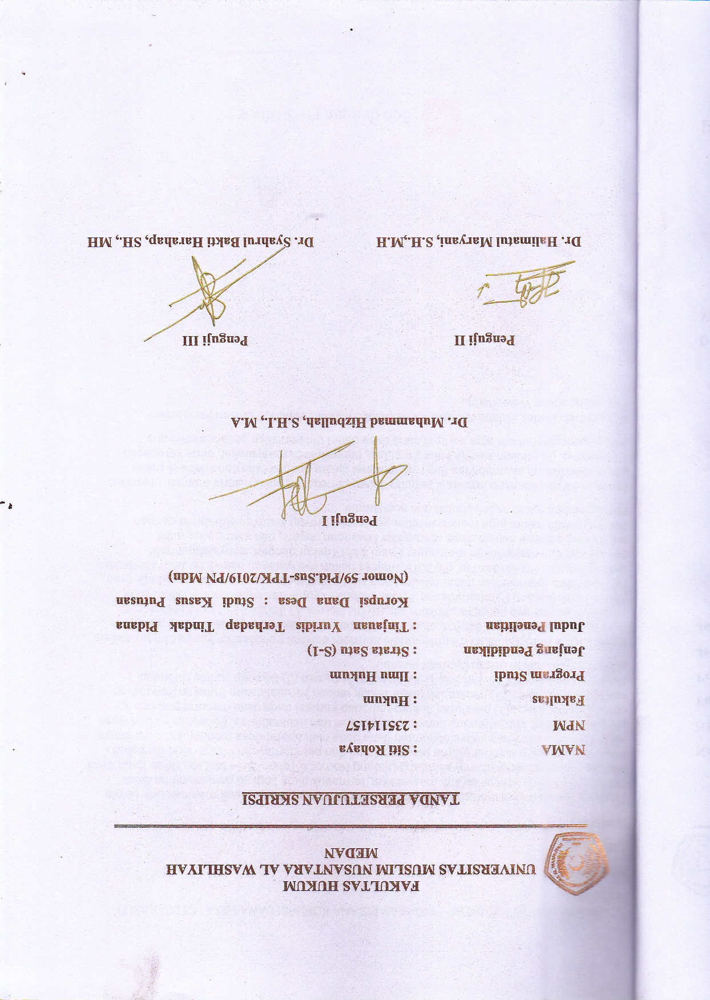 FAKULTAS HUKUM
UNIVERSITAS MUSLIM NUSANTARA AL WASHLIYAH
MEDAN
TANDA PERSETUJUAN SKRIPSI
NAMA : Siti Rohaya
NPM : 235114157
Fakultas : Hukum
Program Studi : Ilmu Hukum
Jenjang Pendidikan : Strata Satu (S-1)
Judul Penelitian : Tinjauan Yuridis Terhadap Tindak Pidana
Korupsi Dana Desa : Studi Kasus Putusan
(Nomor 59/Pid.Sus-TPK/2019/PN Mdn)
Penguji I
Dr. Muhammad Hizbullah, S.H.I., M.A
Penguji II Penguji III
Dr. Halimatul Maryani, S.H.,M.H Dr. Syahrul Bakti Harahap, SH., MH